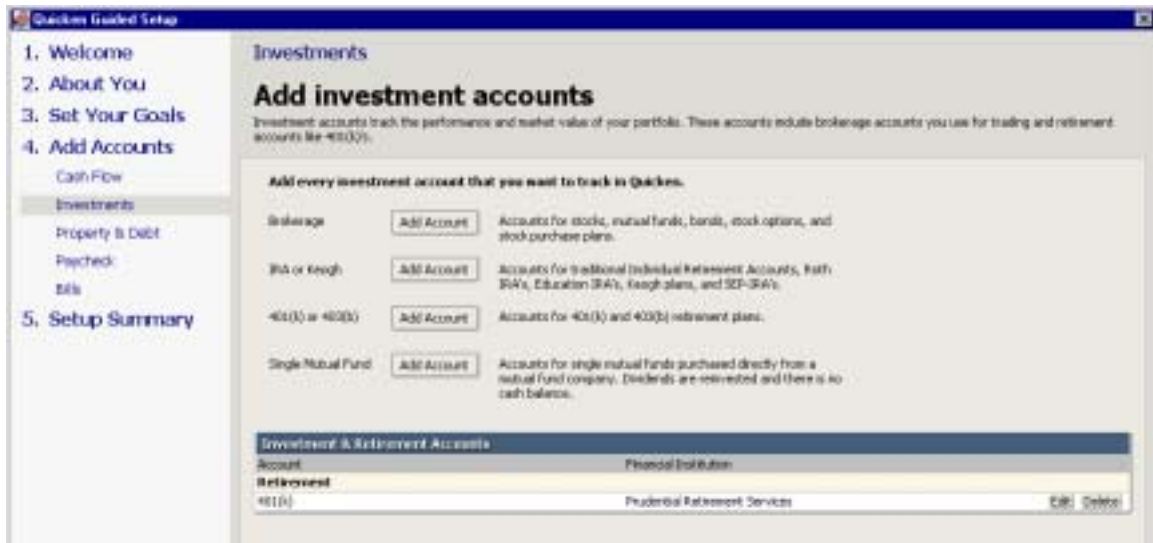 Quicken Guided Setup
1. Welcome
2. About You
3. Set Your Goals
4. Add Accounts
Cash Flow
Investments
Property & Debt
Paycheck
Bills
5. Setup Summary
Investments
Add investment accounts
Investment accounts track the performance and market value of your portfolio. These accounts include brokerage accounts you use for trading and retirement
accounts like 401(k)s.
Add every investment account that you want to track in Quicken.
Brokerage
Add Account
Accounts for stocks, mutual funds, bonds, stock options, and
stock purchase plans.
IRA or Keogh
Add Account
Accounts for traditional Individual Retirement Accounts, Roth
IRA's, Education IRA's, Keogh plans, and SEP-IRA's.
401(k) or 403(b)
Add Account
Accounts for 401(k) and 403(b) retirement plans.
Single Mutual Fund
Add Account
Accounts for single mutual funds purchased directly from a
mutual fund company. Dividends are reinvested and there is no
cash balance.
Investment & Retirement Accounts
Account Financial Institution
Retirement
401(k) Prudential Retirement Services Edit Delete